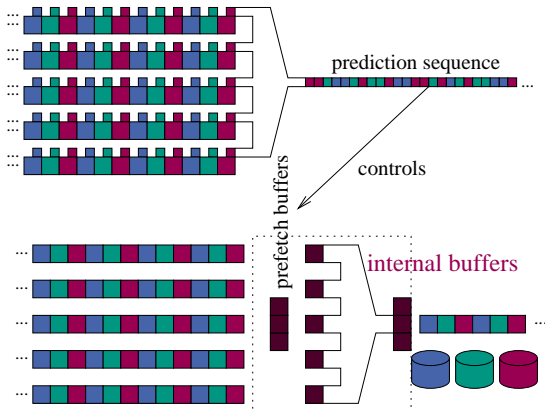 prediction sequence
...
controls
prefetch buffers
internal buffers
...